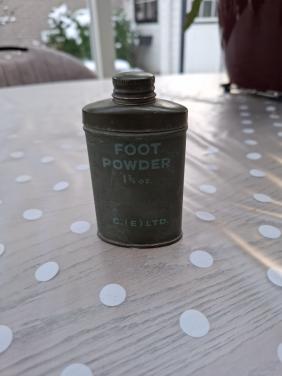 FOOT
POWDER
1¾ oz.
C.(E) LTD.